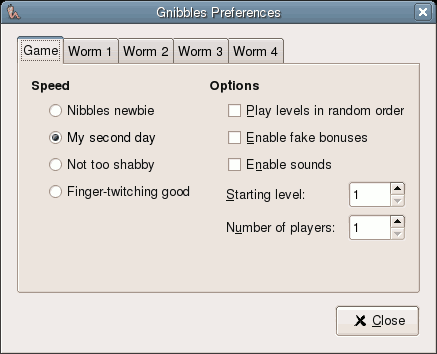 Gnibbles Preferences
Game Worm 1 Worm 2 Worm 3 Worm 4
Speed
Nibbles newbie
My second day
Not too shabby
Finger-twitching good
Options
Play levels in random order
Enable fake bonuses
Enable sounds
Starting level: 1
Number of players: 1
Close